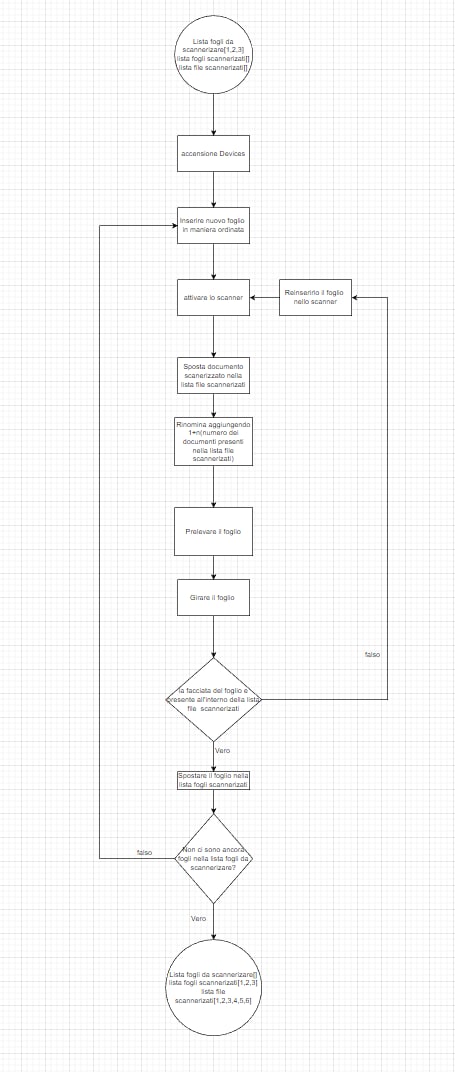 Lista fogli da
scannerizare[1,2,3]
lista fogli scannerizati[]
lista file scannerizati[]
accensione Devices
Inserire nuovo foglio
in maniera ordinata
attivare lo scanner
Reinserirlo il foglio
nello scanner
Sposta documento
scanerizzato nella
lista file scannerizati
Rinomina aggiungendo
1+n(numero dei
documenti presenti
nella lista file
scannerizati)
Prelevare il foglio
Girare il foglio
falso
la facciata del foglio e
presente all'interno della lista
file scannerizati
Vero
Spostare il foglio nella
lista fogli scannerizati
Non ci sono ancora
fogli nella lista fogli da
scannerizare?
falso
Vero
Lista fogli da scannerizare[]
lista fogli scannerizati[1,2,3]
lista file
scannerizati[1,2,3,4,5,6]